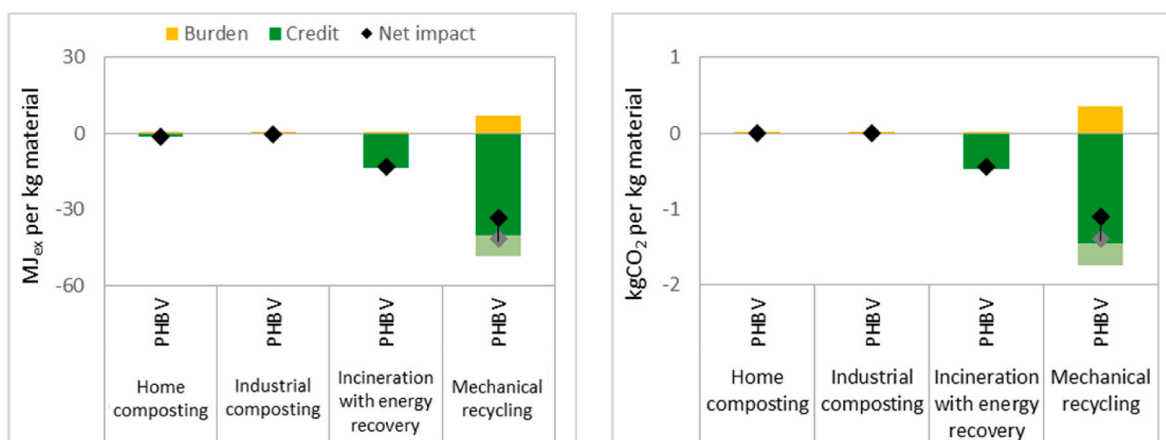 Burden Credit Net impact
30
0
-30
-60
MJex per kg material
PHBV PHBV PHBV PHBV
Home
composting
Industrial
composting
Incineration
with energy
recovery
Mechanical
recycling
1
0
-1
-2
kgCO2 per kg material
PHBV PHBV PHBV PHBV
Home
composting
Industrial
composting
Incineration
with energy
recovery
Mechanical
recycling